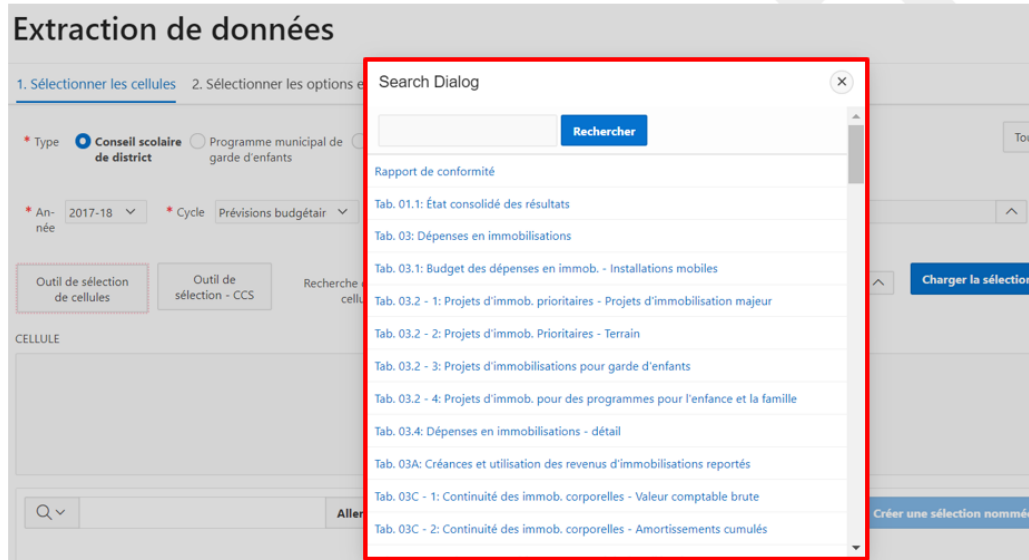 Extraction de données
1. Sélectionner les cellules 2. Sélectionner les options e
* Type
Conseil scolaire
de district
Programme municipal de
garde d'enfants
Tou
* An-
née
2017-18
* Cycle
Prévisions budgétair
Outil de sélection
de cellules
Outil de
sélection - CCS
Recherche
cellu
Charger la sélection
CELLULE
Aller
Créer une sélection nommée
Search Dialog
Rechercher
Rapport de conformité
Tab. 01.1: État consolidé des résultats
Tab. 03: Dépenses en immobilisations
Tab. 03.1: Budget des dépenses en immob. - Installations mobiles
Tab. 03.2 - 1: Projets d'immob. prioritaires - Projets d'immobilisation majeur
Tab. 03.2 - 2: Projets d'immob. Prioritaires - Terrain
Tab. 03.2 - 3: Projets d'immobilisations pour garde d'enfants
Tab. 03.2 - 4: Projets d'immob. pour des programmes pour l'enfance et la famille
Tab. 03.4: Dépenses en immobilisations - détail
Tab. 03A: Créances et utilisation des revenus d'immobilisations reportés
Tab. 03C - 1: Continuité des immob. corporelles - Valeur comptable brute
Tab. 03C - 2: Continuité des immob. corporelles - Amortissements cumulés